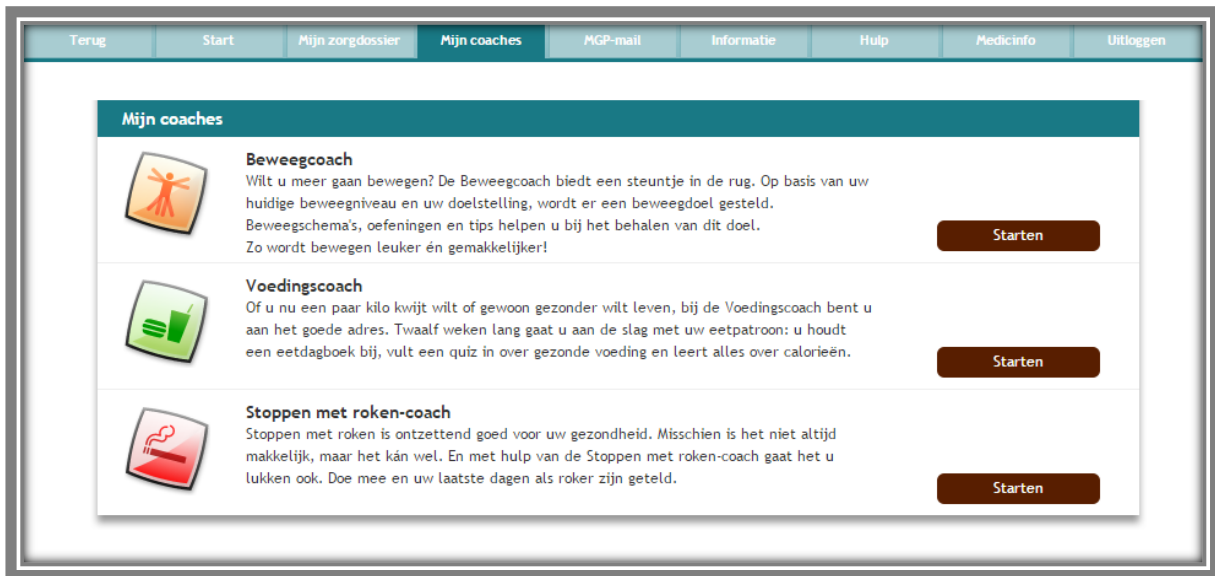 Terug Start Mijn zorgdossier Mijn coaches MGP-mail Informatie Hulp Medicinfo Uitloggen
Mijn coaches
Beweegcoach
Wilt u meer gaan bewegen? De Beweegcoach biedt een steuntje in de rug. Op basis van uw
huidige beweegniveau en uw doelstelling, wordt er een beweegdoel gesteld.
Beweegschema's, oefeningen en tips helpen u bij het behalen van dit doel.
Zo wordt bewegen leuker én gemakkelijker!
Starten
Voedingscoach
Of u nu een paar kilo kwijt wilt of gewoon gezonder wilt leven, bij de Voedingscoach bent u
aan het goede adres. Twaalf weken lang gaat u aan de slag met uw eetpatroon: u houdt
een eetdagboek bij, vult een quiz in over gezonde voeding en leert alles over calorieën.
Starten
Stoppen met roken-coach
Stoppen met roken is ontzettend goed voor uw gezondheid. Misschien is het niet altijd
makkelijk, maar het kán wel. En met hulp van de Stoppen met roken-coach gaat het u
lukken ook. Doe mee en uw laatste dagen als roker zijn geteld.
Starten